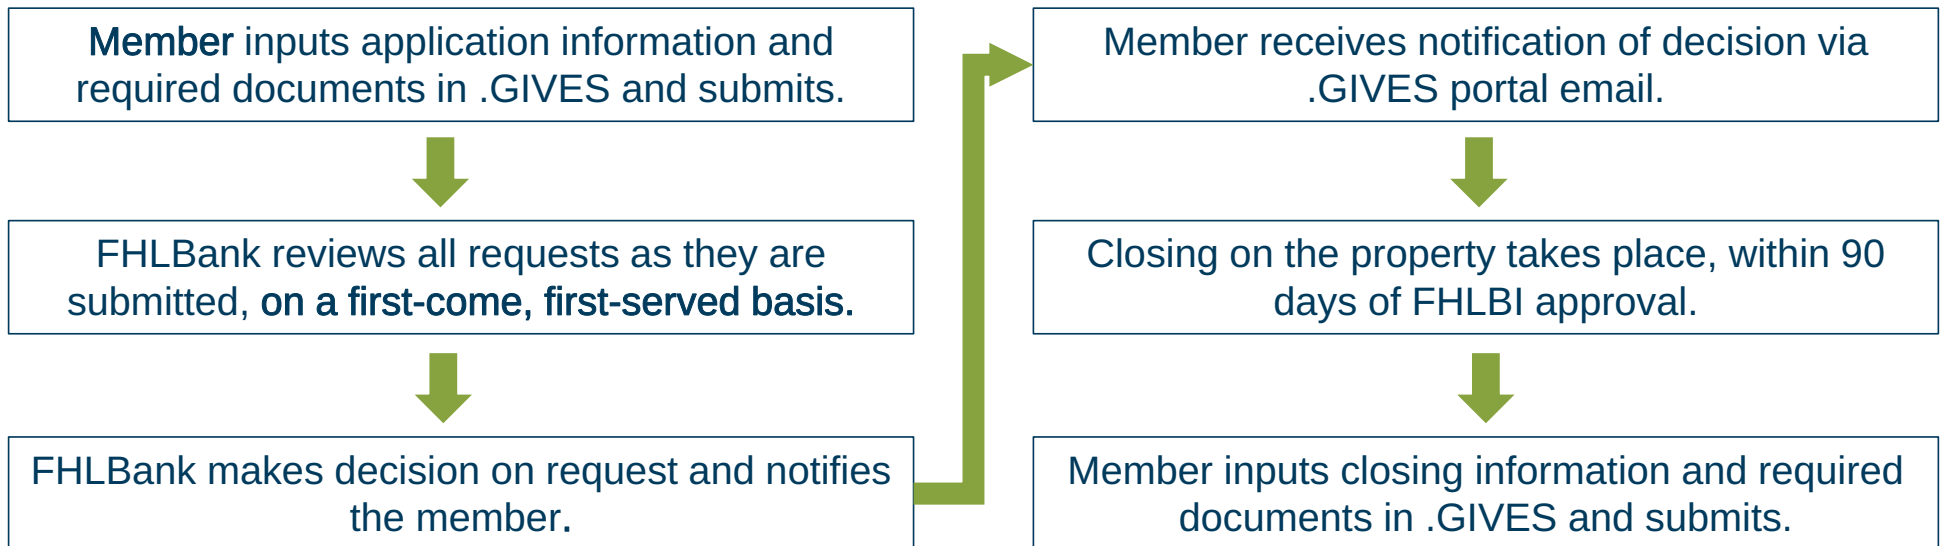 Member inputs application information and
required documents in .GIVES and submits.
FHLBank reviews all requests as they are
submitted, on a first-come, first-served basis.
FHLBank makes decision on request and notifies
the member.
Member receives notification of decision via
.GIVES portal email.
Closing on the property takes place, within 90
days of FHLBI approval.
Member inputs closing information and required
documents in .GIVES and submits.